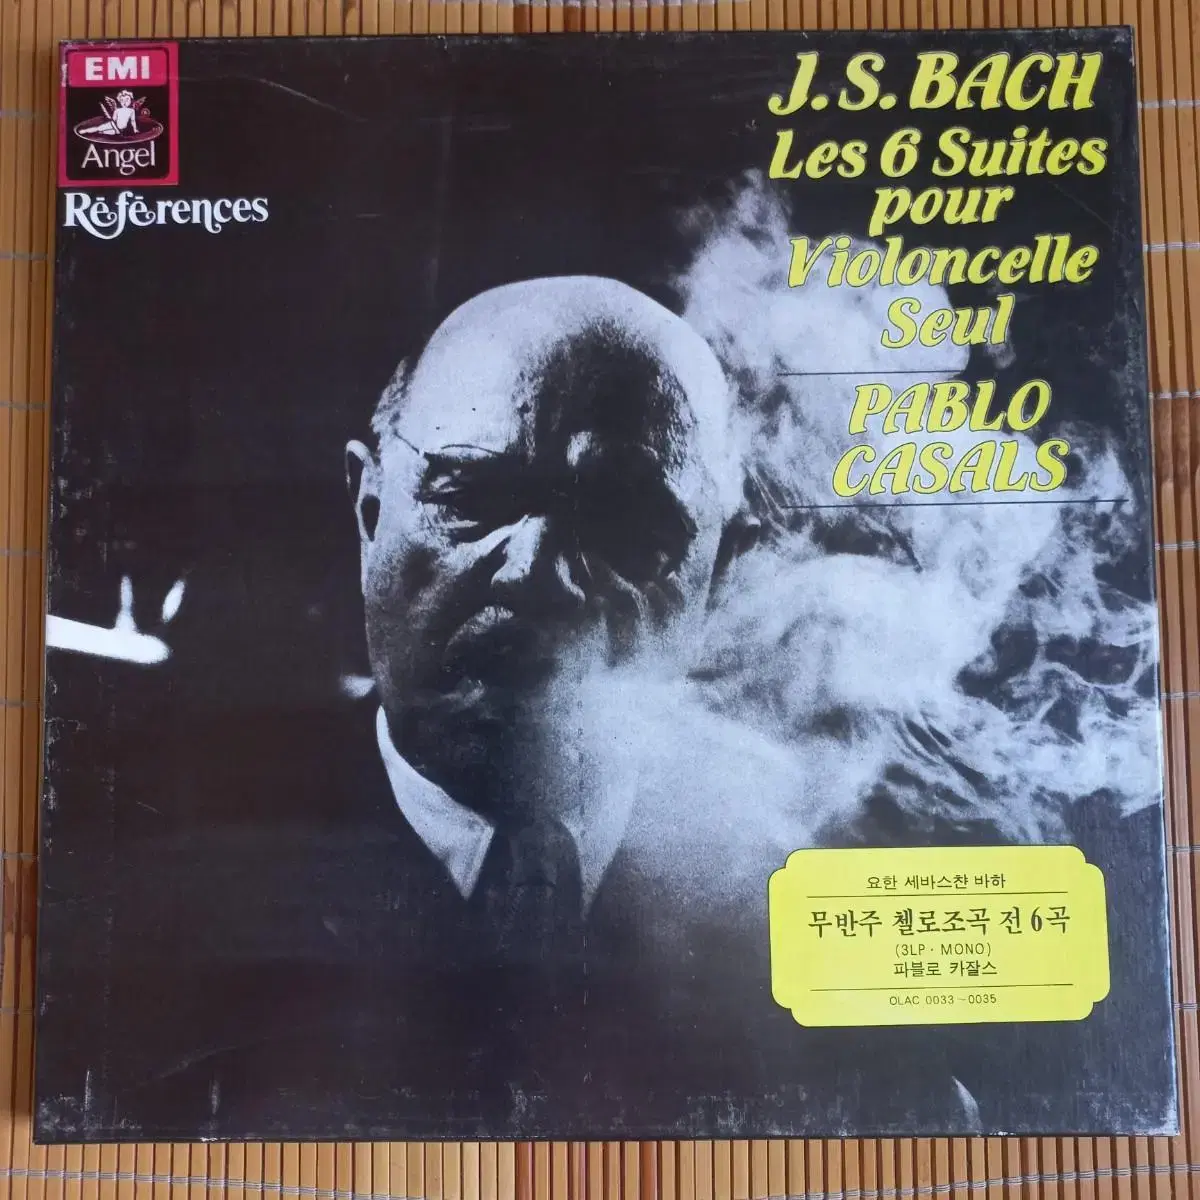 EMI
Angel
Références
J.S. BACH
Les 6 Suites
pour
Violoncelle
Seul
PABLO
CASALS
요한 세바스챤 바하
무반주 첼로조곡 전 6곡
(3LP · MONO)
파블로 카잘스
OLAC 0033~0035